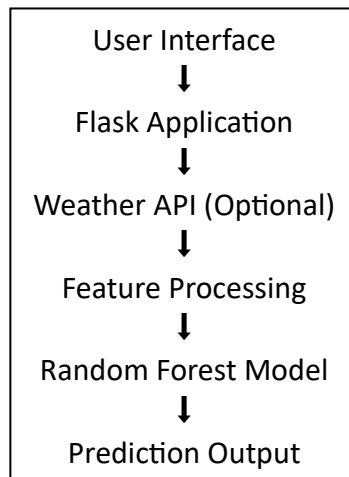 User Interface
Flask Application
Weather API (Optional)
Feature Processing
Random Forest Model
Prediction Output